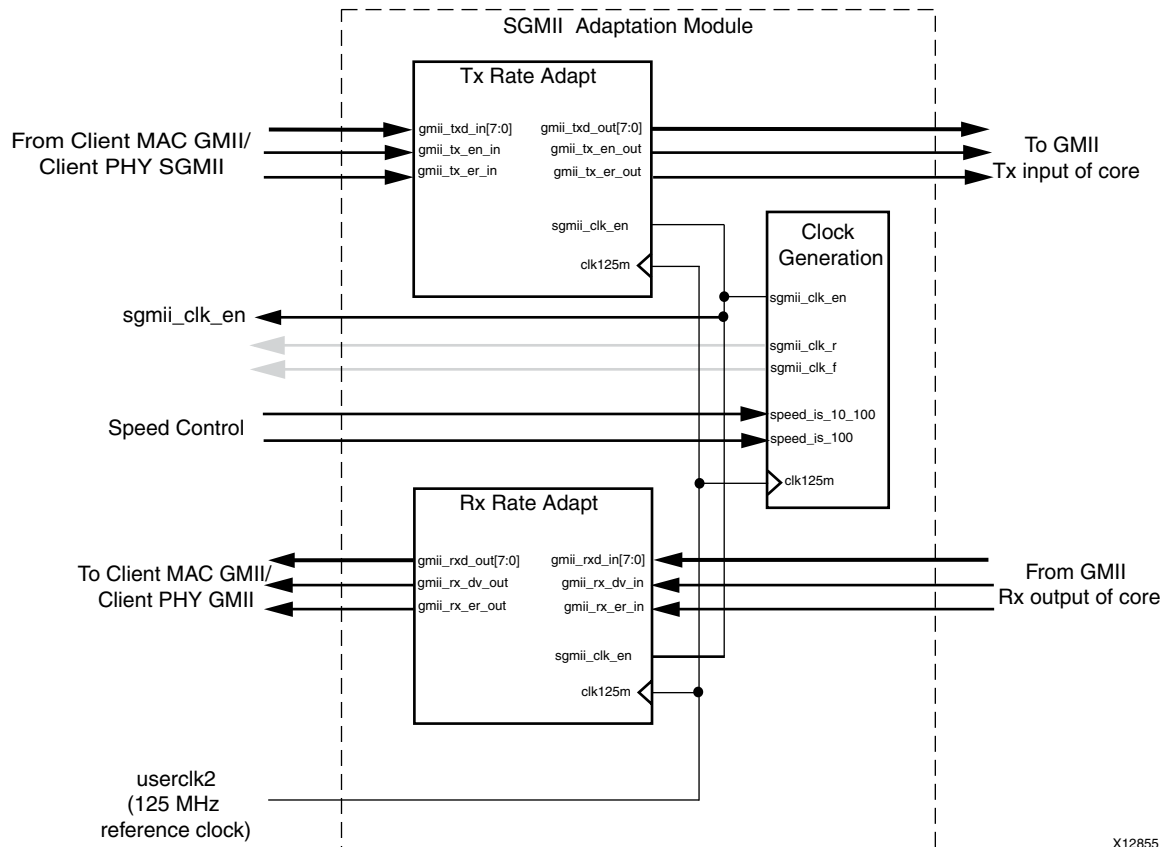 SGMII Adaptation Module
Tx Rate Adapt
From Client MAC GMII/
Client PHY SGMII
gmii_txd_in[7:0]
gmii_tx_en_in
gmii_tx_er_in
gmii_txd_out[7:0]
gmii_tx_en_out
gmii_tx_er_out
To GMII
Tx input of core
sgmii_clk_en
clk125m
Clock
Generation
sgmii_clk_en
sgmii_clk_r
sgmii_clk_f
speed_is_10_100
speed_is_100
clk125m
sgmii_clk_en
Speed Control
Rx Rate Adapt
To Client MAC GMII/
Client PHY GMII
gmii_rxd_out[7:0]
gmii_rx_dv_out
gmii_rx_er_out
gmii_rxd_in[7:0]
gmii_rx_dv_in
gmii_rx_er_in
From GMII
Rx output of core
sgmii_clk_en
clk125m
userclk2
(125 MHz
reference clock)
X12855